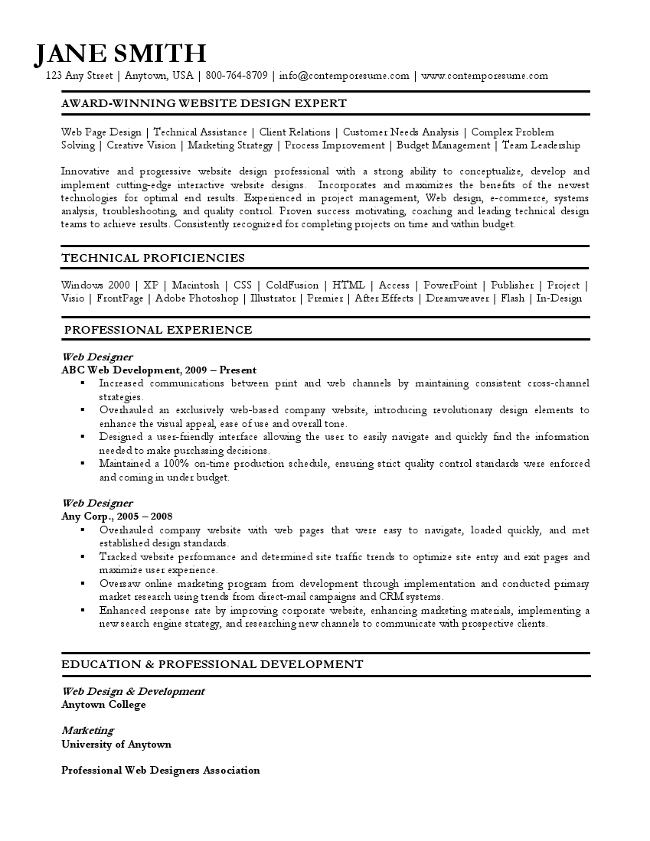 JANE SMITH
123 Any Street | Anytown, USA | 800-764-8709 | info@contemporesume.com | www.contemporesume.com
AWARD-WINNING WEBSITE DESIGN EXPERT
Web Page Design | Technical Assistance | Client Relations | Customer Needs Analysis | Complex Problem
Solving | Creative Vision | Marketing Strategy | Process Improvement | Budget Management | Team Leadership
Innovative and progressive website design professional with a strong ability to conceptualize, develop and
implement cutting-edge interactive website designs. Incorporates and maximizes the benefits of the newest
technologies for optimal end results. Experienced in project management, Web design, e-commerce, systems
analysis, troubleshooting, and quality control. Proven success motivating, coaching and leading technical design
teams to achieve results. Consistently recognized for completing projects on time and within budget.
TECHNICAL PROFICIENCIES
Windows 2000 | XP | Macintosh | CSS | ColdFusion | HTML | Access | PowerPoint | Publisher | Project |
Visio | FrontPage | Adobe Photoshop | Illustrator | Premier | After Effects | Dreamweaver | Flash | In-Design
PROFESSIONAL EXPERIENCE
Web Designer
ABC Web Development, 2009 – Present
▪ Increased communications between print and web channels by maintaining consistent cross-channel
strategies.
▪ Overhauled an exclusively web-based company website, introducing revolutionary design elements to
enhance the visual appeal, ease of use and overall tone.
▪ Designed a user-friendly interface allowing the user to easily navigate and quickly find the information
needed to make purchasing decisions.
▪ Maintained a 100% on-time production schedule, ensuring strict quality control standards were enforced
and coming in under budget.
Web Designer
Any Corp., 2005 – 2008
▪ Overhauled company website with web pages that were easy to navigate, loaded quickly, and met
established design standards.
▪ Tracked website performance and determined site traffic trends to optimize site entry and exit pages and
maximize user experience.
▪ Oversaw online marketing program from development through implementation and conducted primary
market research using trends from direct-mail campaigns and CRM systems.
▪ Enhanced response rate by improving corporate website, enhancing marketing materials, implementing a
new search engine strategy, and researching new channels to communicate with prospective clients.
EDUCATION & PROFESSIONAL DEVELOPMENT
Web Design & Development
Anytown College
Marketing
University of Anytown
Professional Web Designers Association